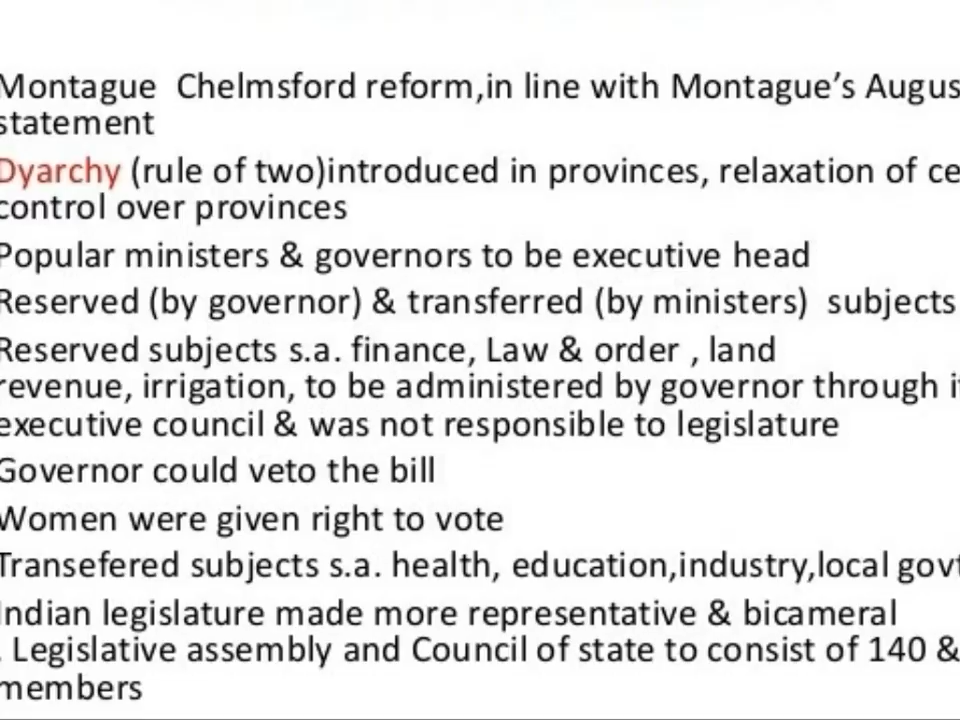 Montague Chelmsford reform,in line with Montague's Augus
statement
Dyarchy (rule of two)introduced in provinces, relaxation of ce
control over provinces
Popular ministers & governors to be executive head
Reserved (by governor) & transferred (by ministers) subjects
Reserved subjects s.a. finance, Law & order , land
revenue, irrigation, to be administered by governor through i
executive council & was not responsible to legislature
Governor could veto the bill
Women were given right to vote
Transefered subjects s.a. health, education,industry,local govt
Indian legislature made more representative & bicameral
. Legislative assembly and Council of state to consist of 140 &
members